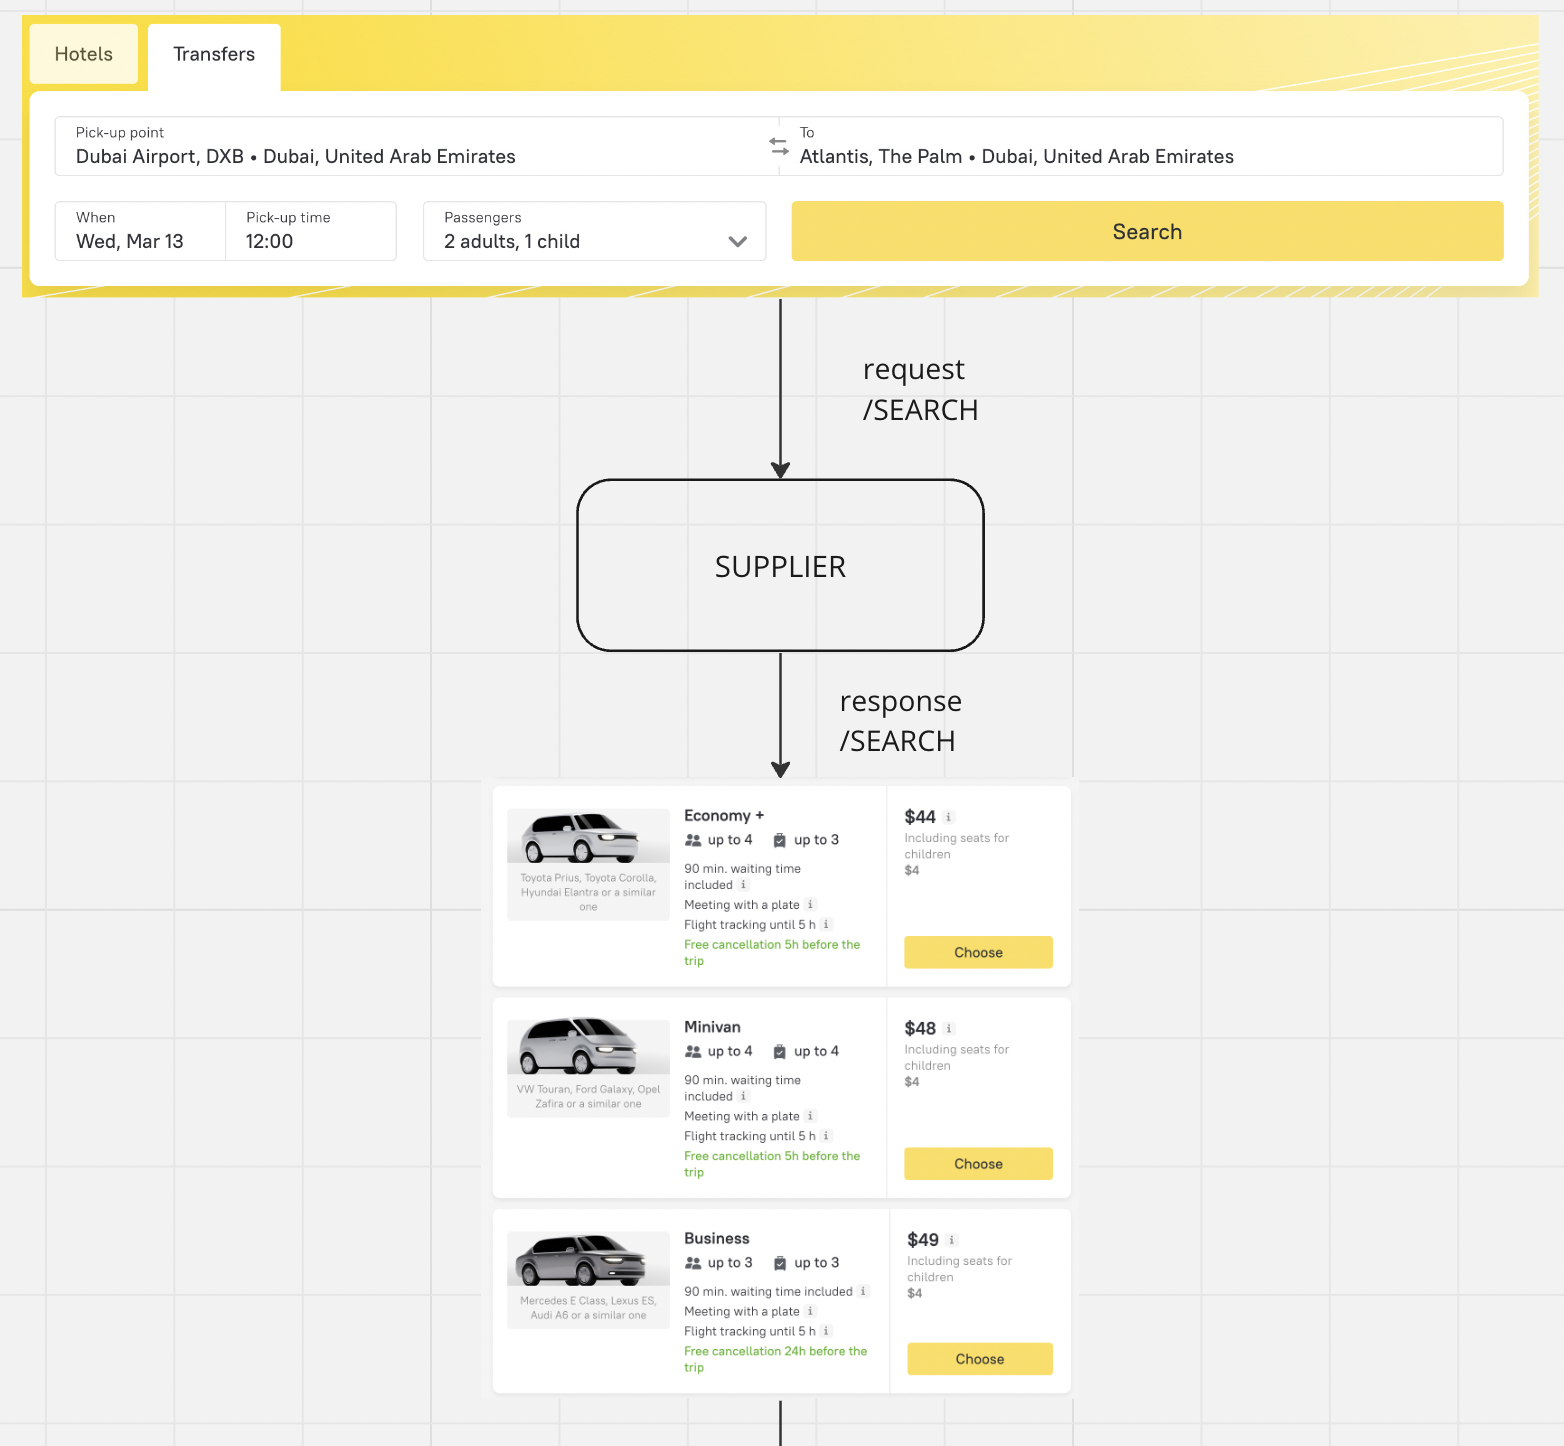 Hotels
Transfers
Pick-up point
Dubai Airport, DXB • Dubai, United Arab Emirates
To
Atlantis, The Palm • Dubai, United Arab Emirates
When
Wed, Mar 13
Pick-up time
12:00
Passengers
2 adults, 1 child
Search
request
/SEARCH
SUPPLIER
response
/SEARCH
Toyota Prius, Toyota Corolla,
Hyundai Elantra or a similar
one
Economy +
up to 4 up to 3
90 min. waiting time
included i
Meeting with a plate i
Flight tracking until 5 h i
Free cancellation 5h before the
trip
$44 i
Including seats for
children
$4
Choose
VW Touran, Ford Galaxy, Opel
Zafira or a similar one
Minivan
up to 4 up to 4
90 min. waiting time
included i
Meeting with a plate i
Flight tracking until 5 h i
Free cancellation 5h before the
trip
$48 i
Including seats for
children
$4
Choose
Mercedes E Class, Lexus ES,
Audi A6 or a similar one
Business
up to 3 up to 3
90 min. waiting time included i
Meeting with a plate i
Flight tracking until 5 h i
Free cancellation 24h before the
trip
$49 i
Including seats for
children
$4
Choose